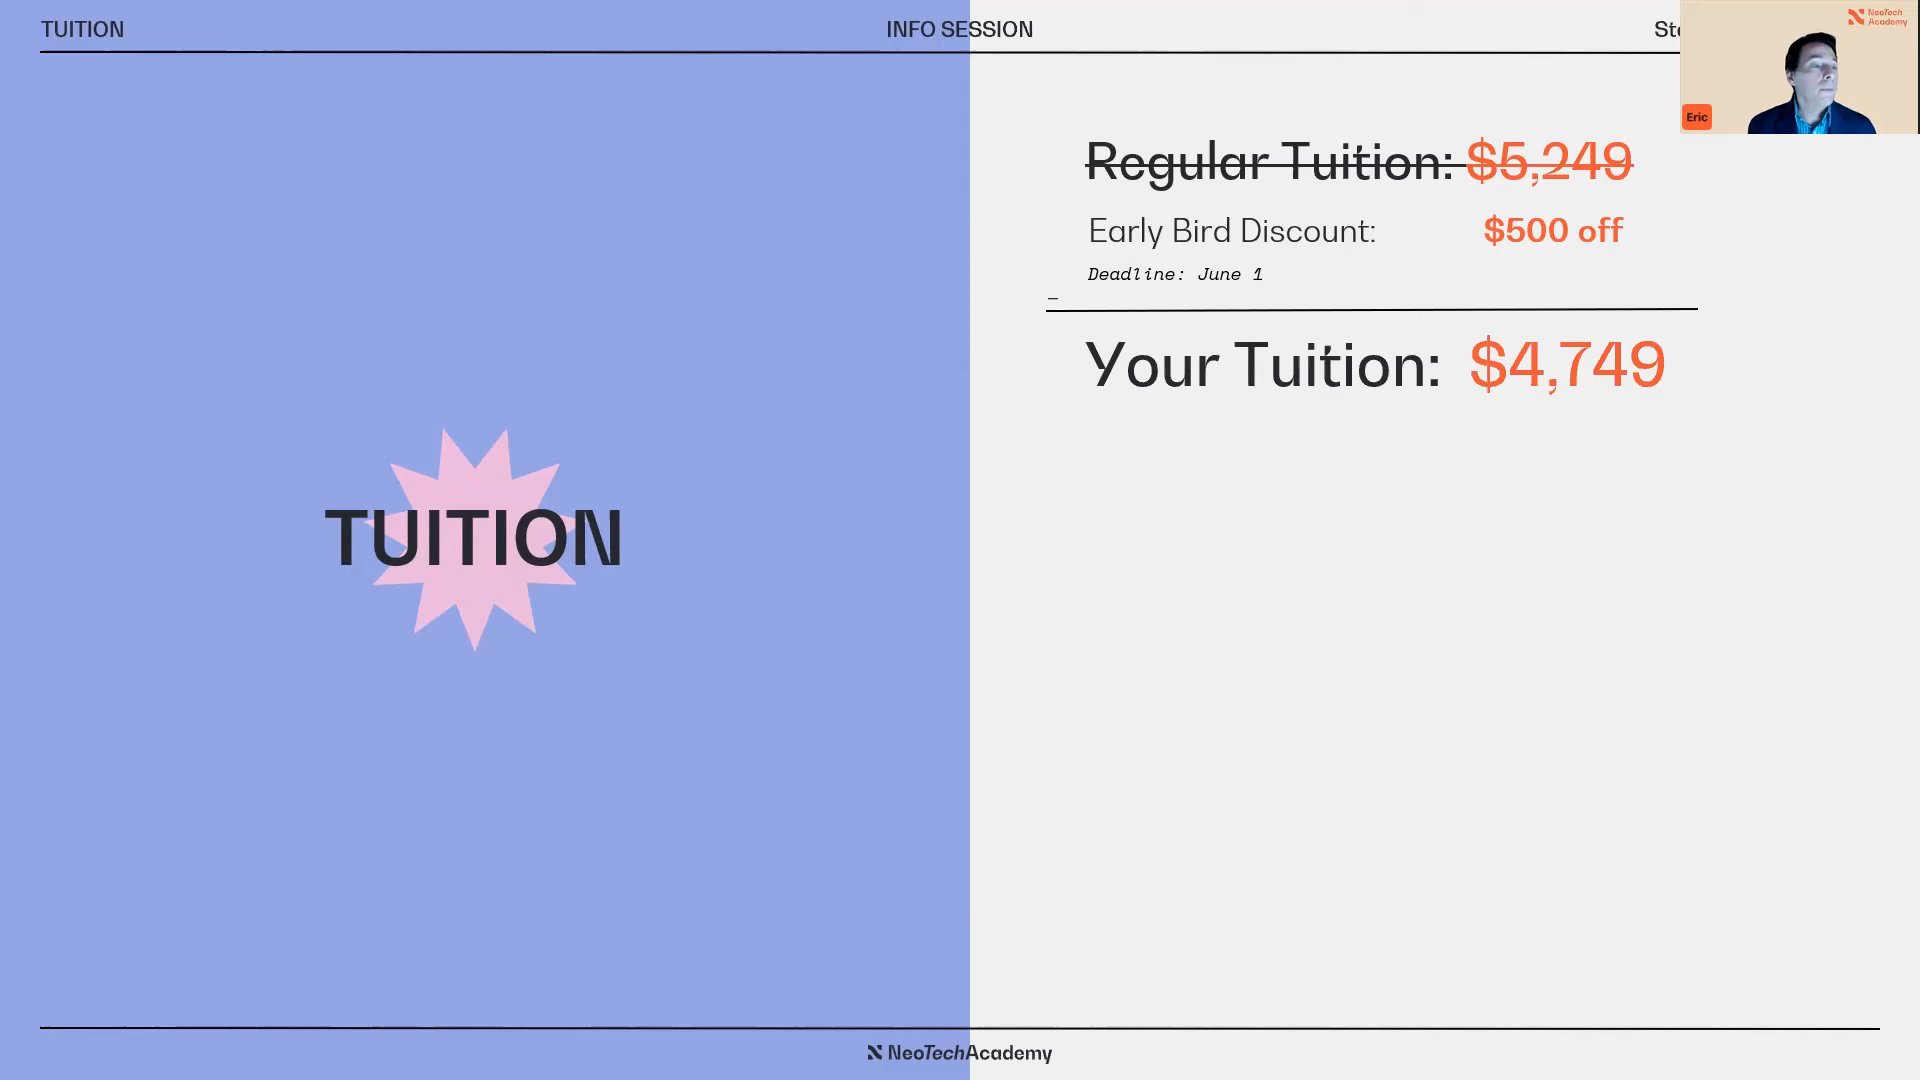 TUITION
INFO SESSION
NeoTech
Academy
Eric
Regular Tuition: $5,249
Early Bird Discount: $500 off
Deadline: June 1
–
Your Tuition: $4,749
TUITION
NeoTechAcademy